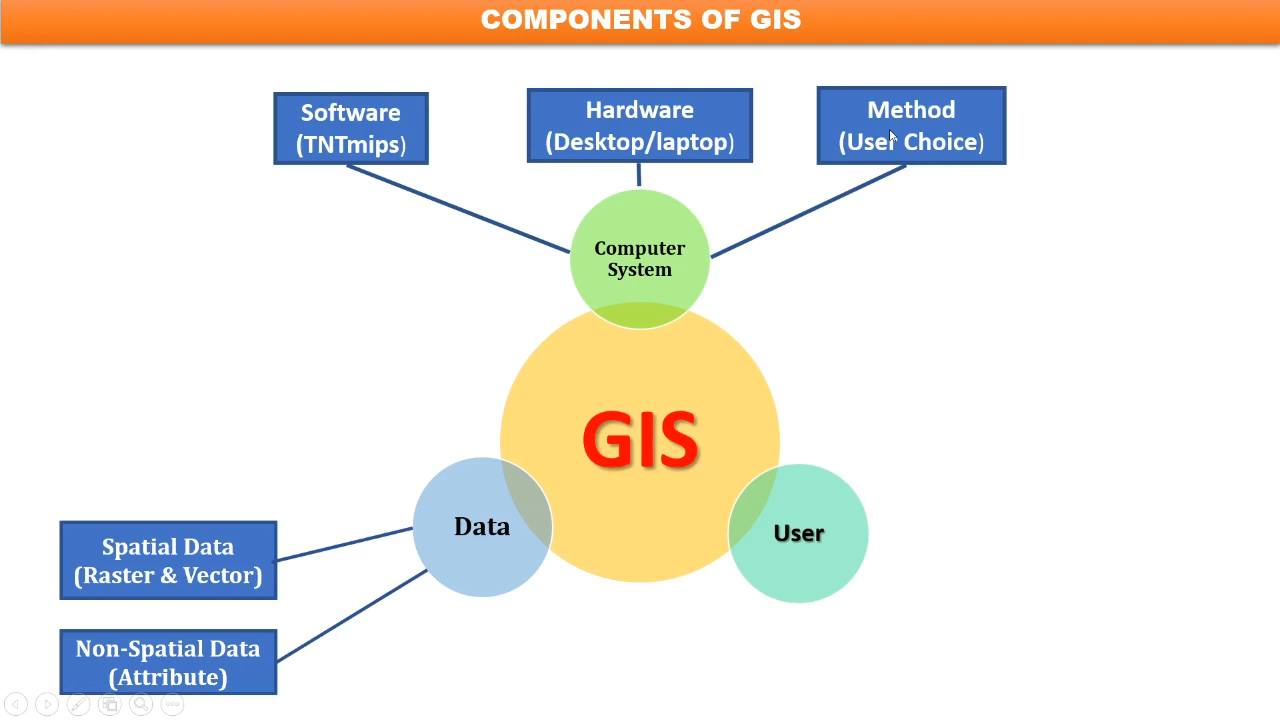 COMPONENTS OF GIS
Software
(TNTmips)
Hardware
(Desktop/laptop)
Method
(User Choice)
Computer
System
GIS
Data
User
Spatial Data
(Raster & Vector)
Non-Spatial Data
(Attribute)